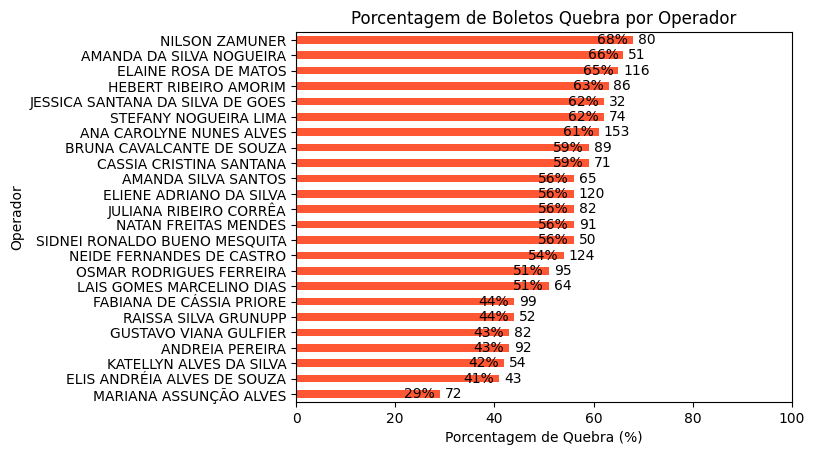 Porcentagem de Boletos Quebra por Operador
NILSON ZAMUNER 68% 80
AMANDA DA SILVA NOGUEIRA 66% 51
ELAINE ROSA DE MATOS 65% 116
HEBERT RIBEIRO AMORIM 63% 86
JESSICA SANTANA DA SILVA DE GOES 62% 32
STEFANY NOGUEIRA LIMA 62% 74
ANA CAROLYNE NUNES ALVES 61% 153
BRUNA CAVALCANTE DE SOUZA 59% 89
CASSIA CRISTINA SANTANA 59% 71
AMANDA SILVA SANTOS 56% 65
ELIENE ADRIANO DA SILVA 56% 120
JULIANA RIBEIRO CORRÊA 56% 82
NATAN FREITAS MENDES 56% 91
SIDNEI RONALDO BUENO MESQUITA 56% 50
NEIDE FERNANDES DE CASTRO 54% 124
OSMAR RODRIGUES FERREIRA 51% 95
LAIS GOMES MARCELINO DIAS 51% 64
FABIANA DE CÁSSIA PRIORE 44% 99
RAISSA SILVA GRUNUPP 44% 52
GUSTAVO VIANA GULFIER 43% 82
ANDREIA PEREIRA 43% 92
KATELLYN ALVES DA SILVA 42% 54
ELIS ANDRÉIA ALVES DE SOUZA 41% 43
MARIANA ASSUNÇÃO ALVES 29% 72
Operador
0 20 40 60 80 100
Porcentagem de Quebra (%)